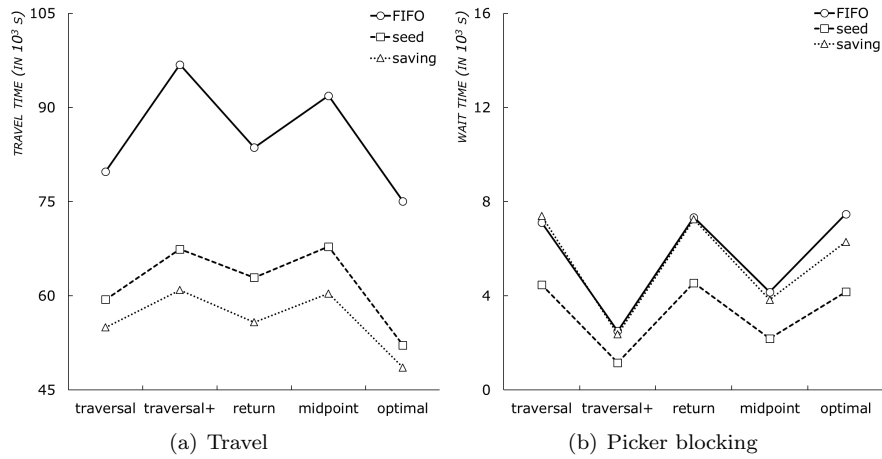 TRAVEL TIME (IN 10³ S)
105
90
75
60
45
FIFO
seed
saving
traversal
traversal+
return
midpoint
optimal
(a) Travel
WAIT TIME (IN 10³ S)
16
12
8
4
0
FIFO
seed
saving
traversal
traversal+
return
midpoint
optimal
(b) Picker blocking